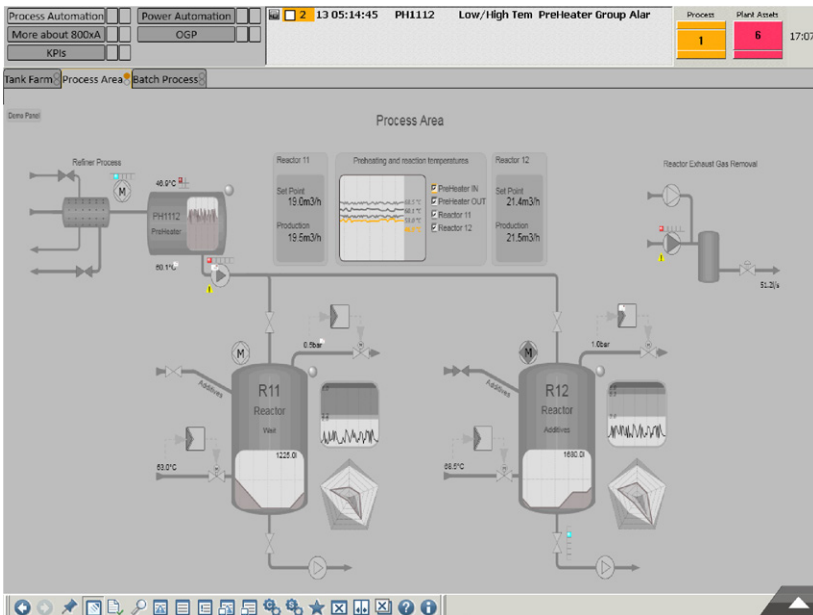 Process Automation
Power Automation
2 13 05:14:45 PH1112 Low/High Tem PreHeater Group Alar
Process
Plant Assets
More about 800xA
OGP
1
6
17:07
KPIs
Tank Farm
Process Area
Batch Process
Demo Panel
Process Area
Refiner Process
Reactor 11
Preheating and reaction temperatures
Reactor 12
Reactor Exhaust Gas Removal
M
46.9°C
PH1112
PreHeater
60.1°C
Set Point
19.0m3/h
Production
19.5m3/h
PreHeater IN
PreHeater OUT
Reactor 11
Reactor 12
Set Point
21.4m3/h
Production
21.5m3/h
51.2l/s
M
0.5bar
M
1.0bar
Additives
R11
Reactor
Wait
1225.0l
53.0°C
Additives
R12
Reactor
Additives
1680.0l
68.5°C